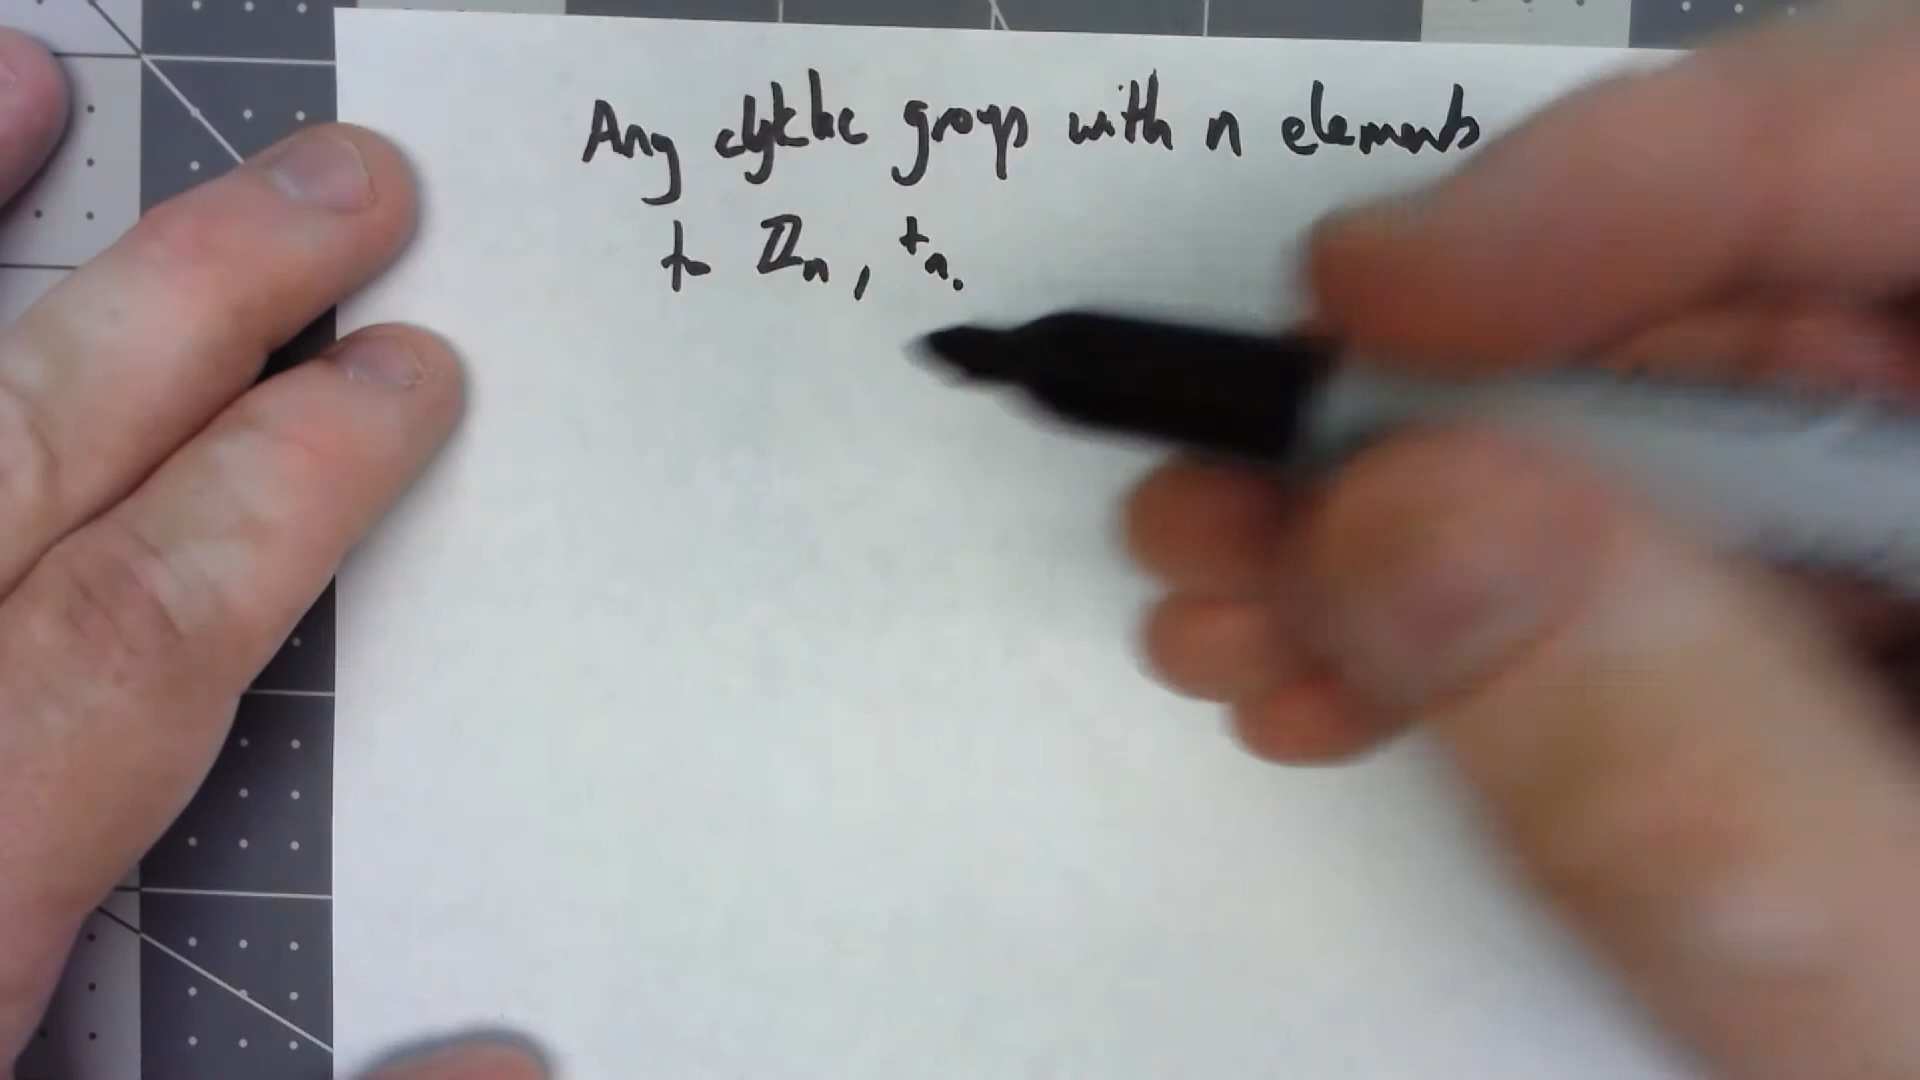 Any cyclic group with n elements
to ℤn, +n.